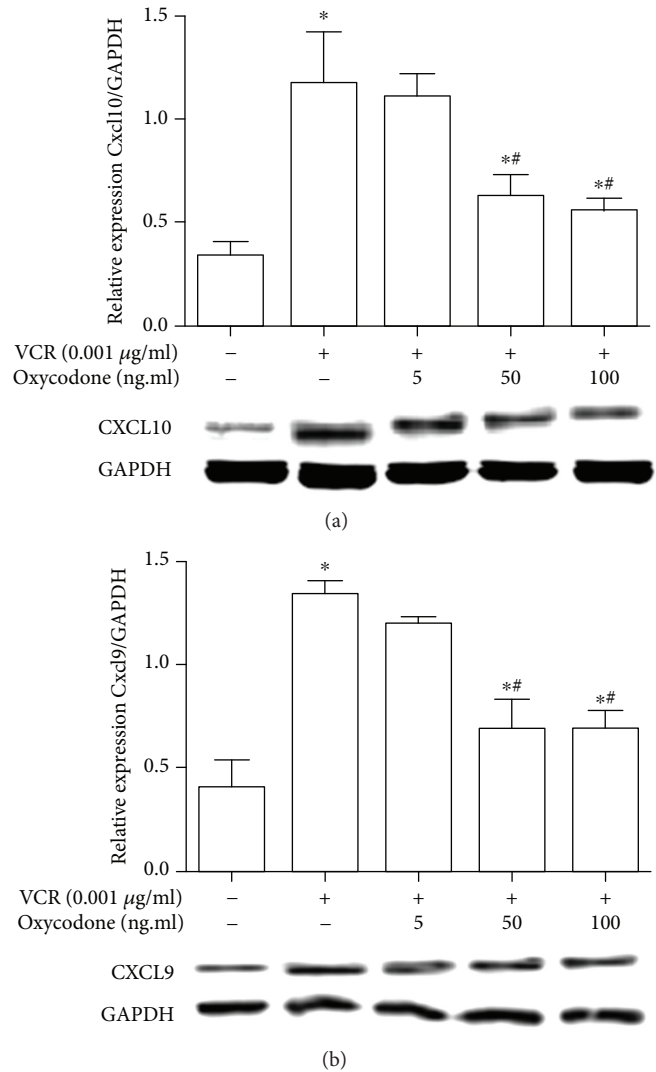 Relative expression Cxcl10/GAPDH
1.5
*
1.0
*#
*#
0.5
0.0
VCR (0.001 μg/ml) – + + + +
Oxycodone (ng.ml) – – 5 50 100
CXCL10
GAPDH
(a)
Relative expression Cxcl9/GAPDH
1.5
*
1.0
*#
*#
0.5
0.0
VCR (0.001 μg/ml) – + + + +
Oxycodone (ng.ml) – – 5 50 100
CXCL9
GAPDH
(b)